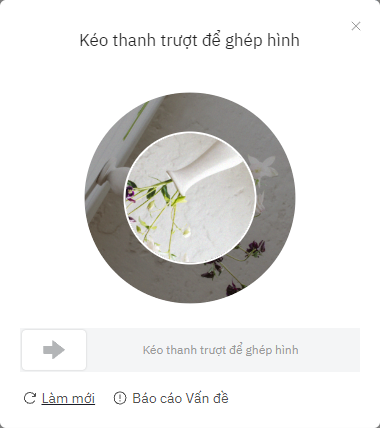 Kéo thanh trượt để ghép hình
Kéo thanh trượt để ghép hình
Làm mới
Báo cáo Vấn đề